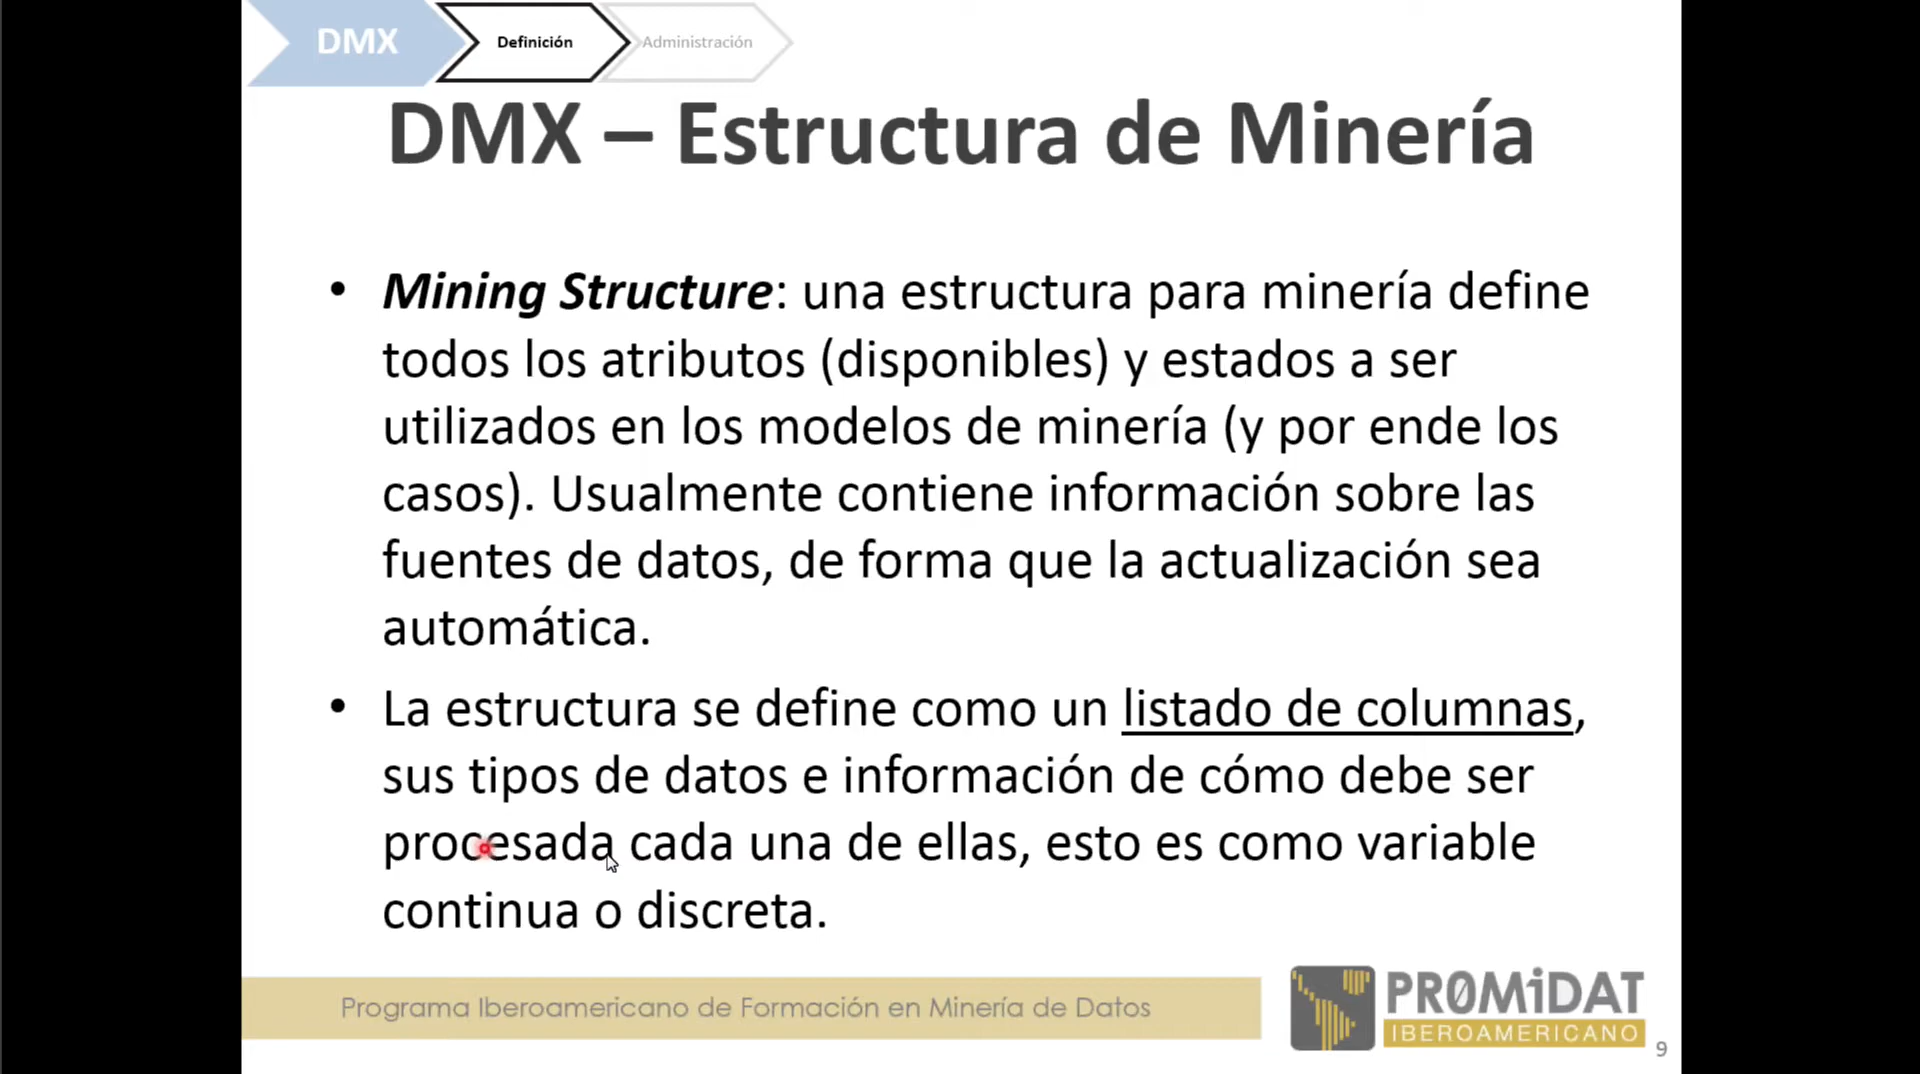 DMX
Definición
Administración
DMX – Estructura de Minería
• Mining Structure: una estructura para minería define
todos los atributos (disponibles) y estados a ser
utilizados en los modelos de minería (y por ende los
casos). Usualmente contiene información sobre las
fuentes de datos, de forma que la actualización sea
automática.
• La estructura se define como un listado de columnas,
sus tipos de datos e información de cómo debe ser
procesada cada una de ellas, esto es como variable
continua o discreta.
Programa Iberoamericano de Formación en Minería de Datos
PR0MiDAT
IBEROAMERICANO
9